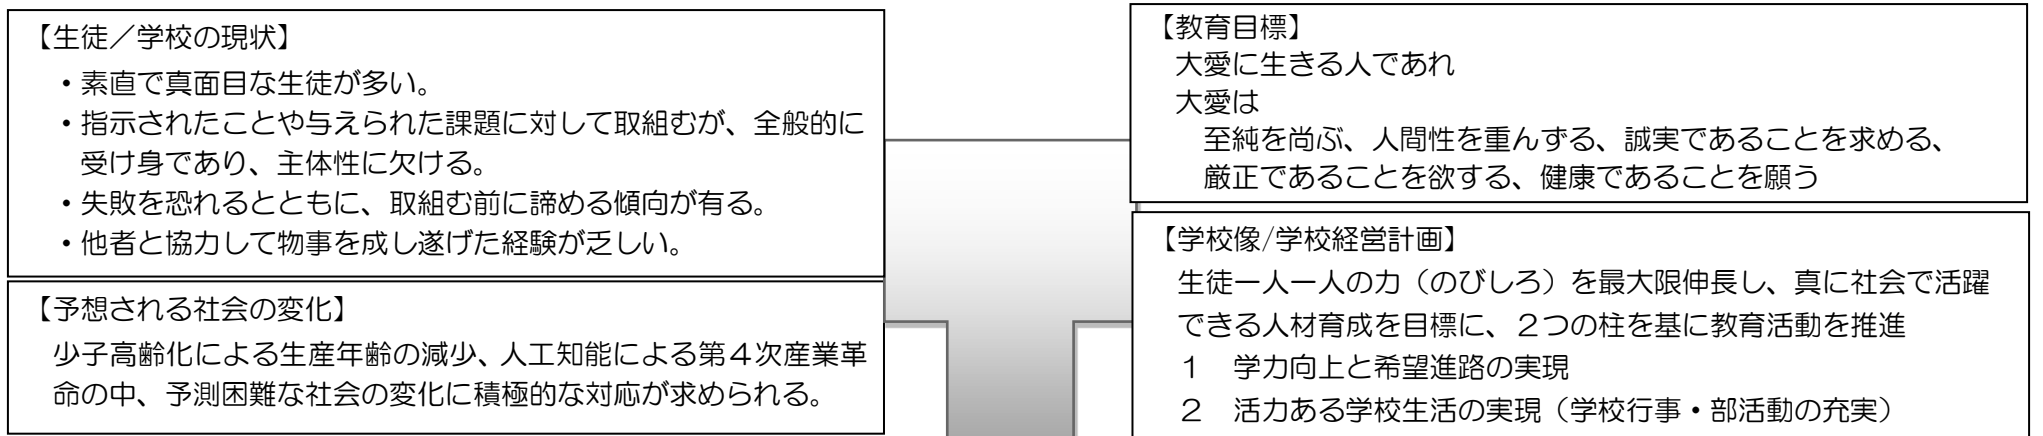 【生徒／学校の現状】
・素直で真面目な生徒が多い。
・指示されたことや与えられた課題に対して取組むが、全般的に
受け身であり、主体性に欠ける。
・失敗を恐れるとともに、取組む前に諦める傾向が有る。
・他者と協力して物事を成し遂げた経験が乏しい。
【予想される社会の変化】
少子高齢化による生産年齢の減少、人工知能による第４次産業革
命の中、予測困難な社会の変化に積極的な対応が求められる。
【教育目標】
大愛に生きる人であれ
大愛は
至純を尚ぶ、人間性を重んずる、誠実であることを求める、
厳正であることを欲する、健康であることを願う
【学校像/学校経営計画】
生徒一人一人の力（のびしろ）を最大限伸長し、真に社会で活躍
できる人材育成を目標に、２つの柱を基に教育活動を推進
１　学力向上と希望進路の実現
２　活力ある学校生活の実現（学校行事・部活動の充実）